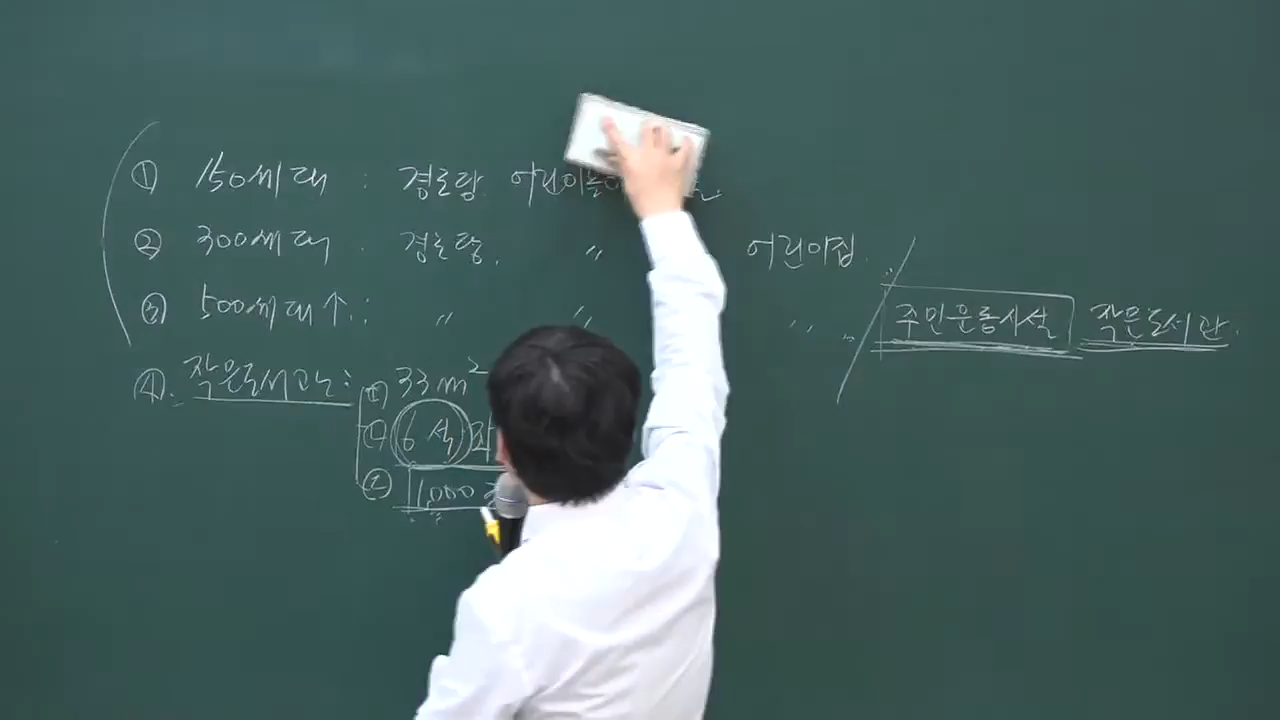 ① 150세대 : 경로당 어린이놀이
② 300세대 . 경로당. 〃 어린이집.
③ 500세대↑: 〃 〃 〃 주민운동시설 작은도서관.
④. 작은도서관: ① 33m²
6석
② 1,000